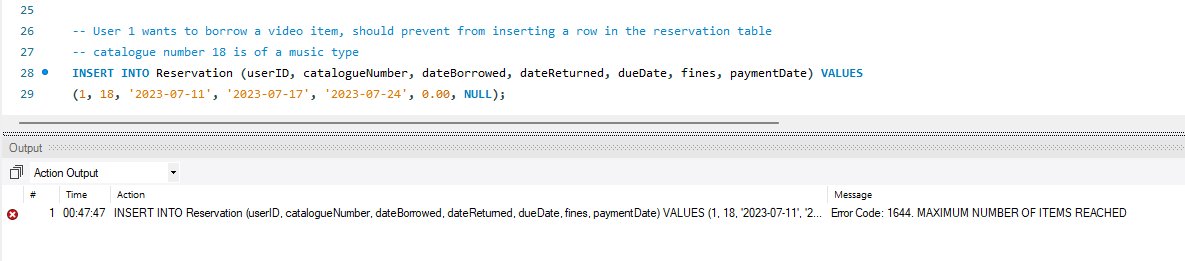 25
26 -- User 1 wants to borrow a video item, should prevent from inserting a row in the reservation table
27 -- catalogue number 18 is of a music type
28 INSERT INTO Reservation (userID, catalogueNumber, dateBorrowed, dateReturned, dueDate, fines, paymentDate) VALUES
29 (1, 18, '2023-07-11', '2023-07-17', '2023-07-24', 0.00, NULL);
Output
Action Output
# Time Action Message
1 00:47:47 INSERT INTO Reservation (userID, catalogueNumber, dateBorrowed, dateReturned, dueDate, fines, paymentDate) VALUES (1, 18, '2023-07-11', '2... Error Code: 1644. MAXIMUM NUMBER OF ITEMS REACHED